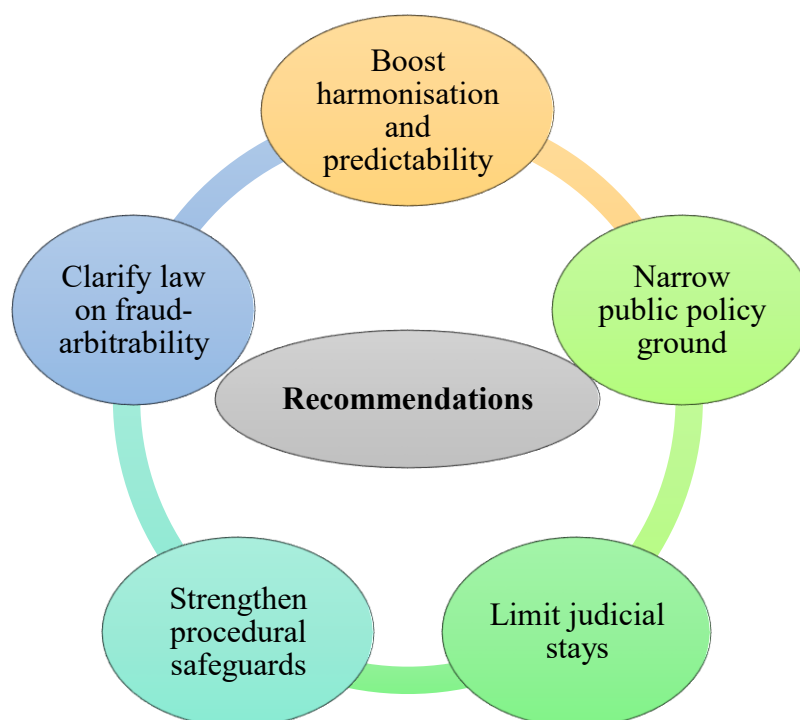 Boost
harmonisation
and
predictability
Clarify law
on fraud-
arbitrability
Narrow
public policy
ground
Recommendations
Strengthen
procedural
safeguards
Limit judicial
stays